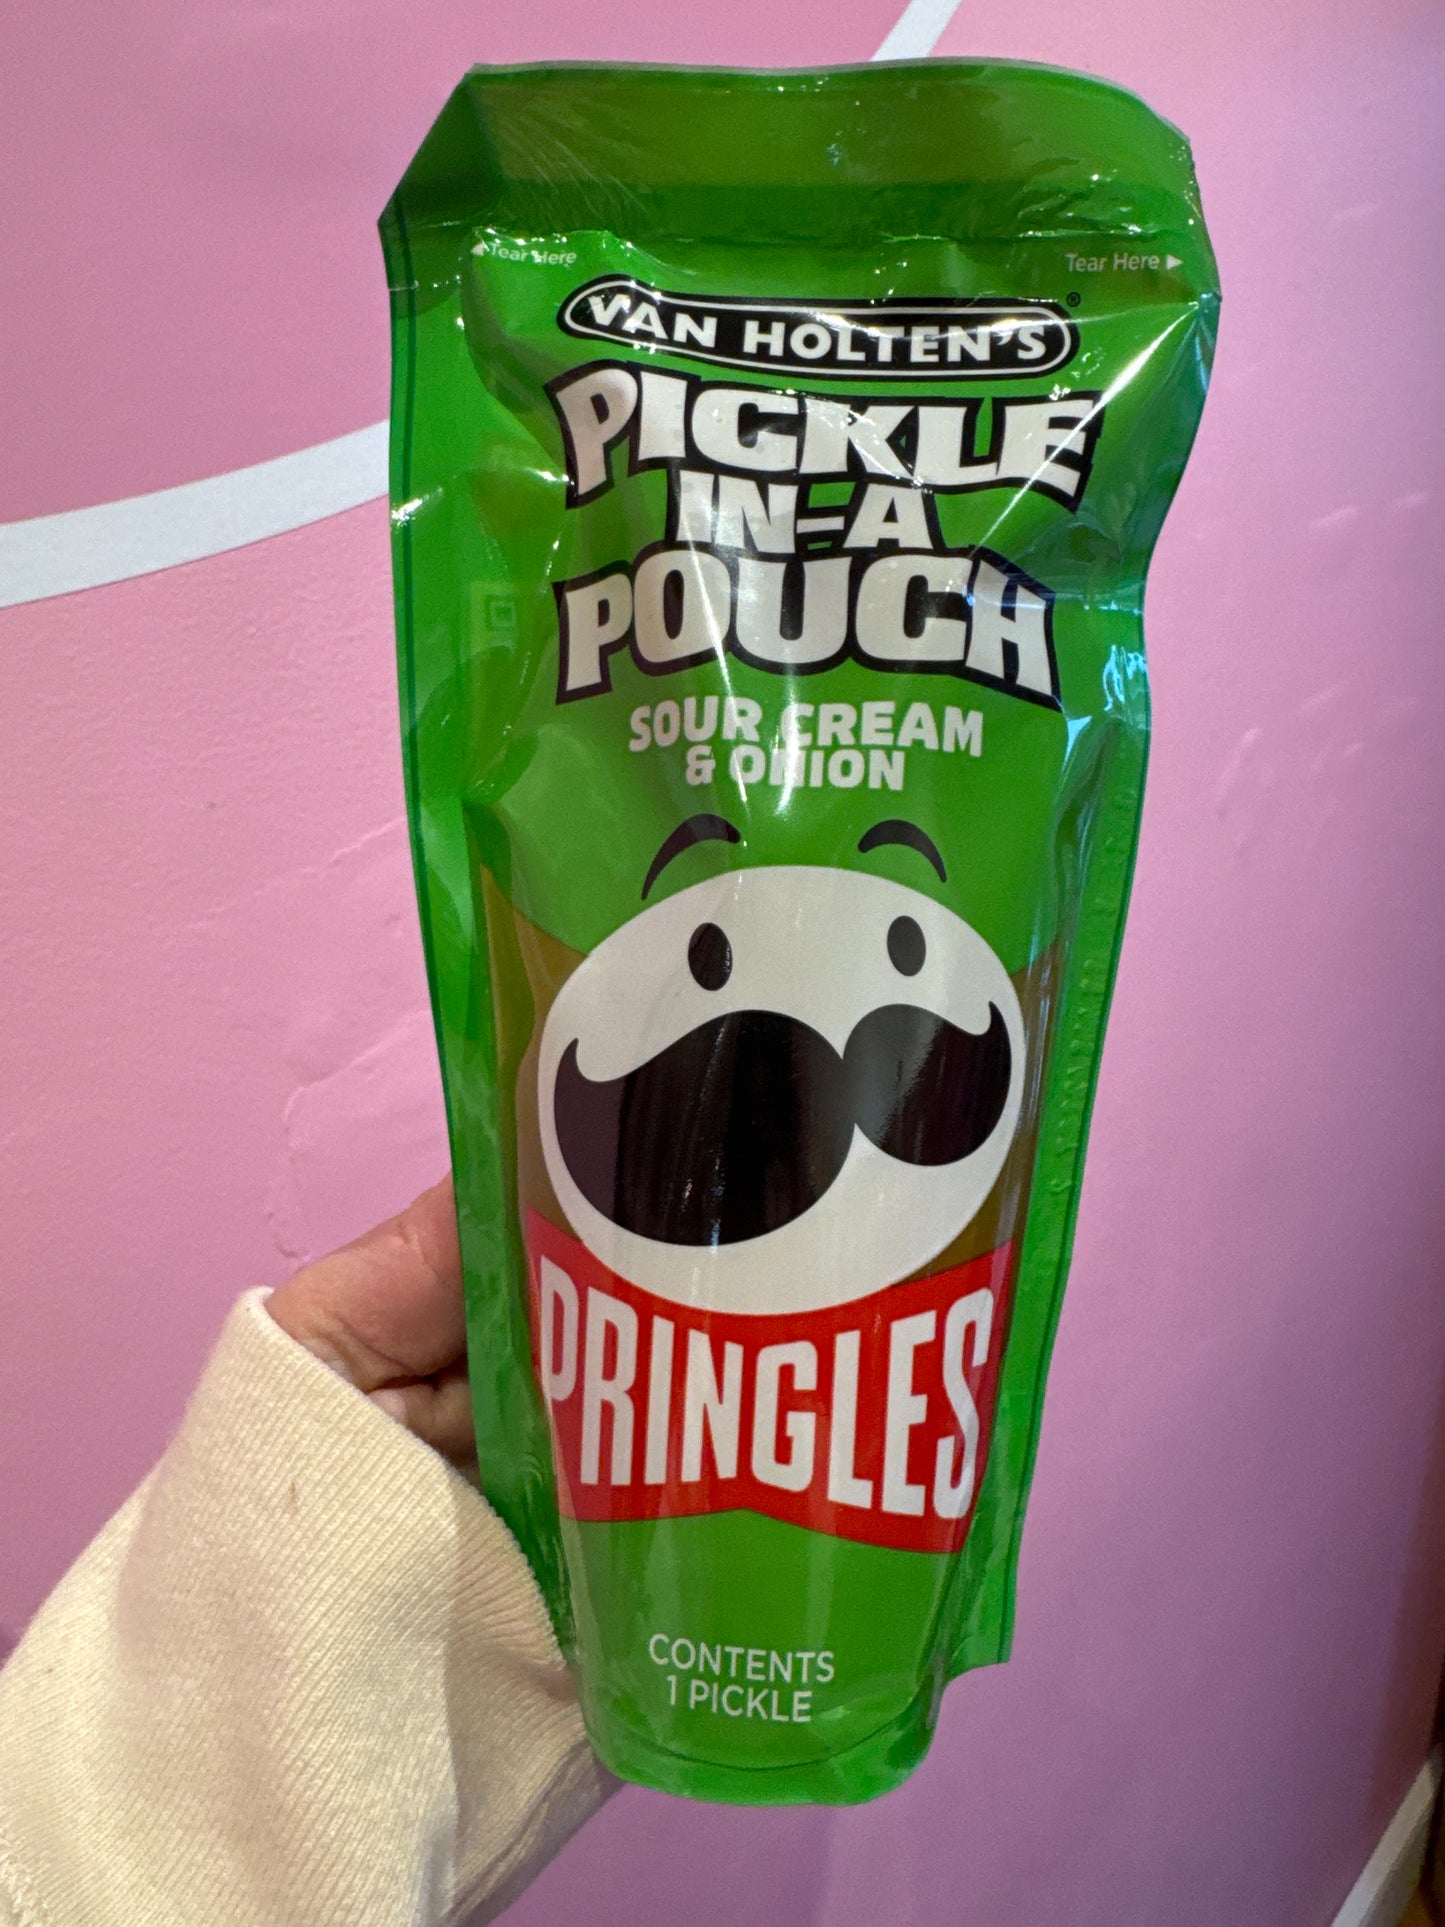 Tear Here
Tear Here
VAN HOLTEN'S®
PICKLE
IN-A
POUCH
SOUR CREAM
& ONION
PRINGLES
CONTENTS
1 PICKLE